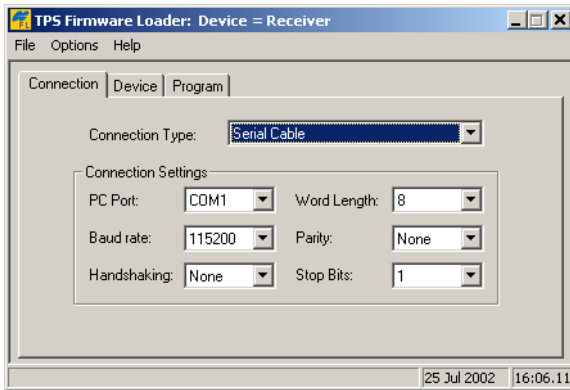 TPS Firmware Loader: Device = Receiver
File Options Help
Connection Device Program
Connection Type: Serial Cable
Connection Settings
PC Port: COM1 Word Length: 8
Baud rate: 115200 Parity: None
Handshaking: None Stop Bits: 1
25 Jul 2002 16:06.11